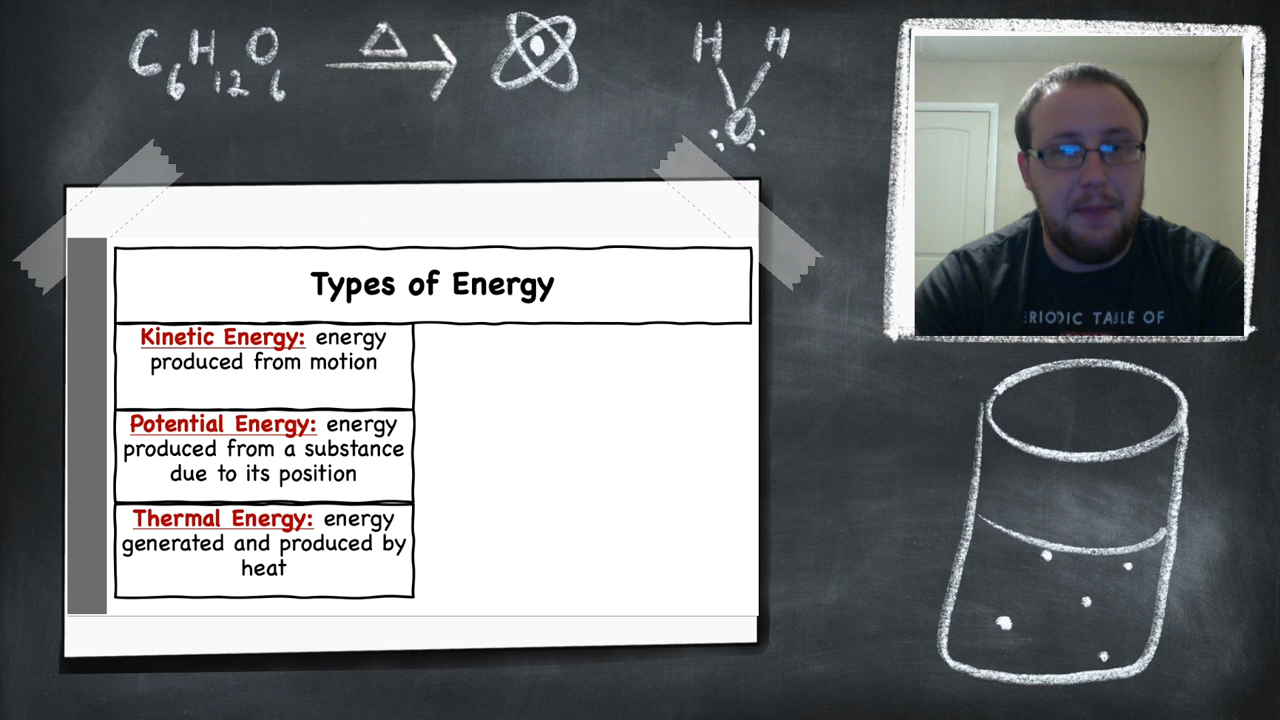 C6H12O6 Δ → H H
O
Types of Energy
Kinetic Energy: energy
produced from motion
Potential Energy: energy
produced from a substance
due to its position
Thermal Energy: energy
generated and produced by
heat
RIODIC TABLE OF